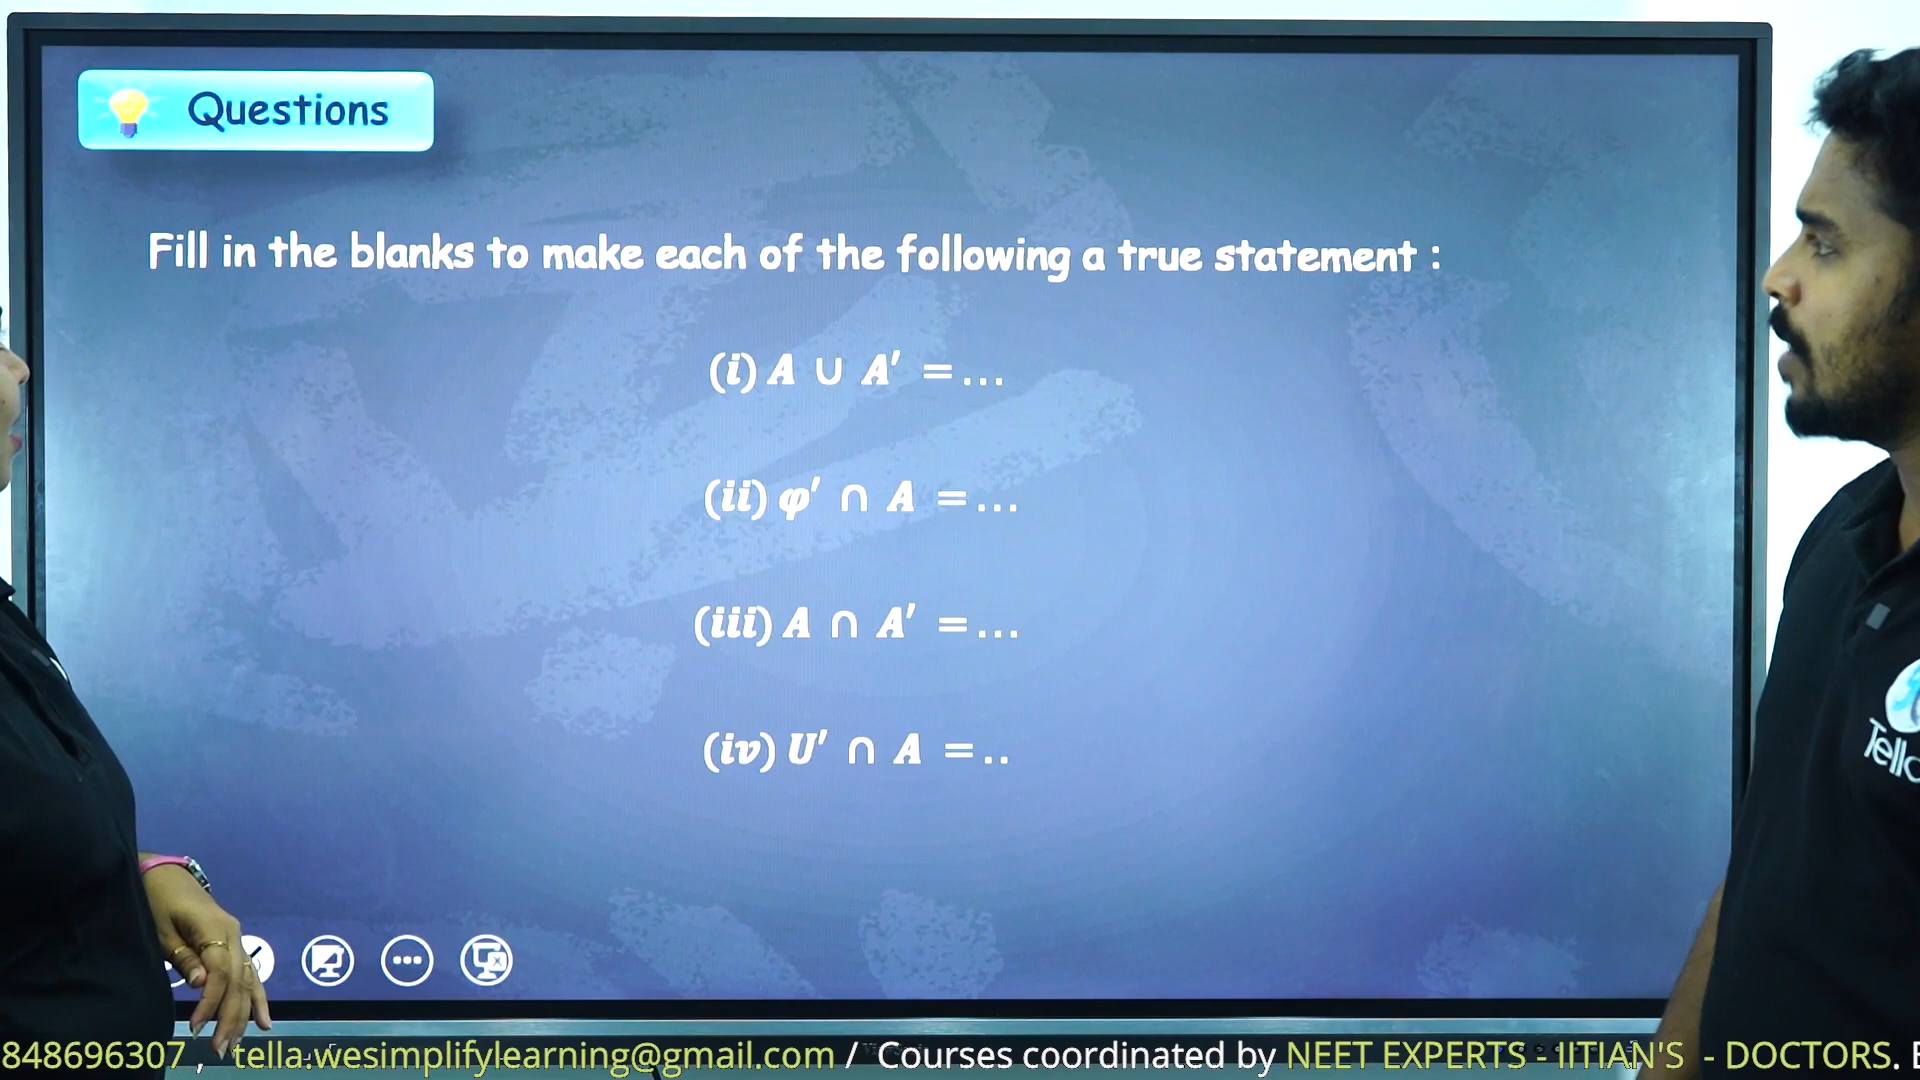 Questions
Fill in the blanks to make each of the following a true statement :
(i) A ∪ A′ =...
(ii) φ′ ∩ A =...
(iii) A ∩ A′ =...
(iv) U′ ∩ A =..
848696307 , tella.wesimplifylearning@gmail.com / Courses coordinated by NEET EXPERTS - IITIAN'S - DOCTORS. E